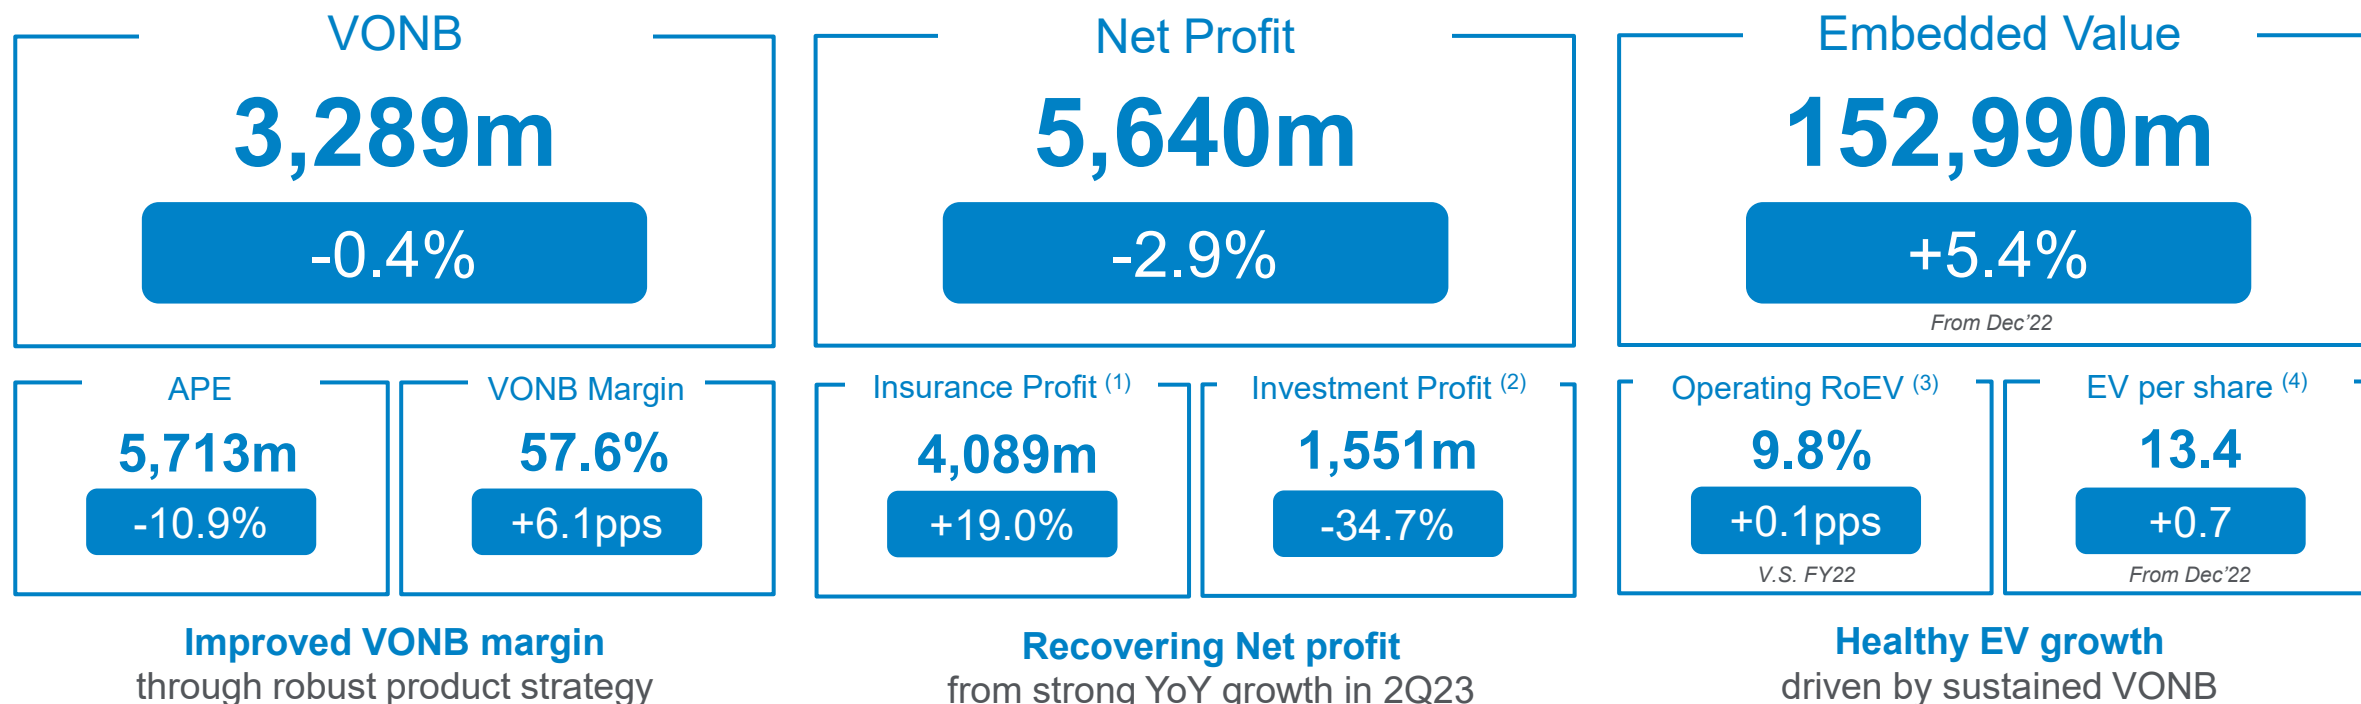 VONB
3,289m
-0.4%
APE
5,713m
-10.9%
VONB Margin
57.6%
+6.1pps
Improved VONB margin
through robust product strategy
Net Profit
5,640m
-2.9%
Insurance Profit (1)
4,089m
+19.0%
Investment Profit (2)
1,551m
-34.7%
Recovering Net profit
from strong YoY growth in 2Q23
Embedded Value
152,990m
+5.4%
From Dec'22
Operating RoEV (3)
9.8%
+0.1pps
V.S. FY22
EV per share (4)
13.4
+0.7
From Dec'22
Healthy EV growth
driven by sustained VONB